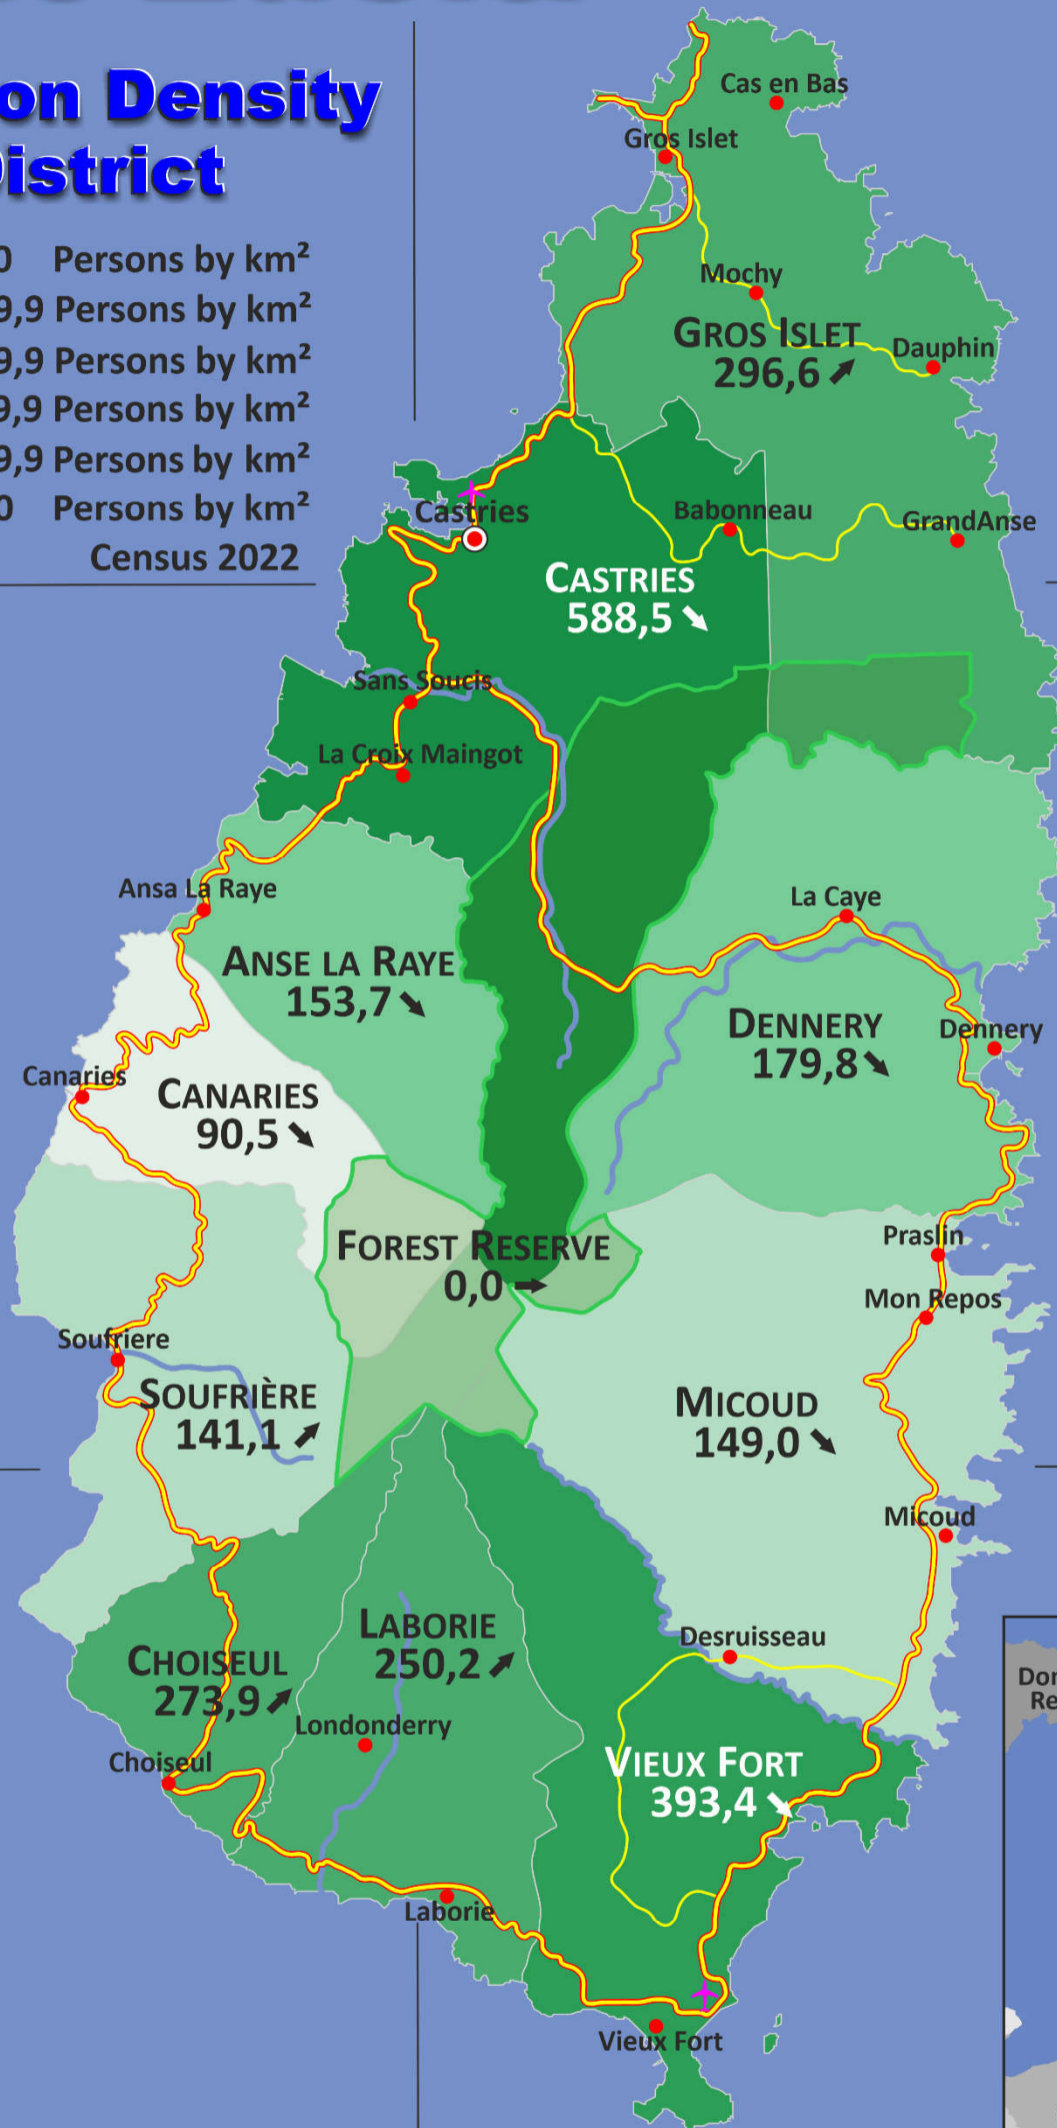 on Density
District
0 Persons by km²
9,9 Persons by km²
9,9 Persons by km²
9,9 Persons by km²
9,9 Persons by km²
0 Persons by km²
Census 2022
Cas en Bas
Gros Islet
Mochy
GROS ISLET
296,6
Dauphin
Castries
Babonneau
GrandAnse
CASTRIES
588,5
Sans Soucis
La Croix Maingot
Ansa La Raye
La Caye
ANSE LA RAYE
153,7
DENNERY
179,8
Dennery
Canaries
CANARIES
90,5
FOREST RESERVE
0,0
Praslin
Mon Repos
Soufriere
SOUFRIÈRE
141,1
MICOUD
149,0
Micoud
LABORIE
250,2
Desruisseau
CHOISEUL
273,9
Londonderry
Choiseul
VIEUX FORT
393,4
Laborie
Vieux Fort
Dor
Re